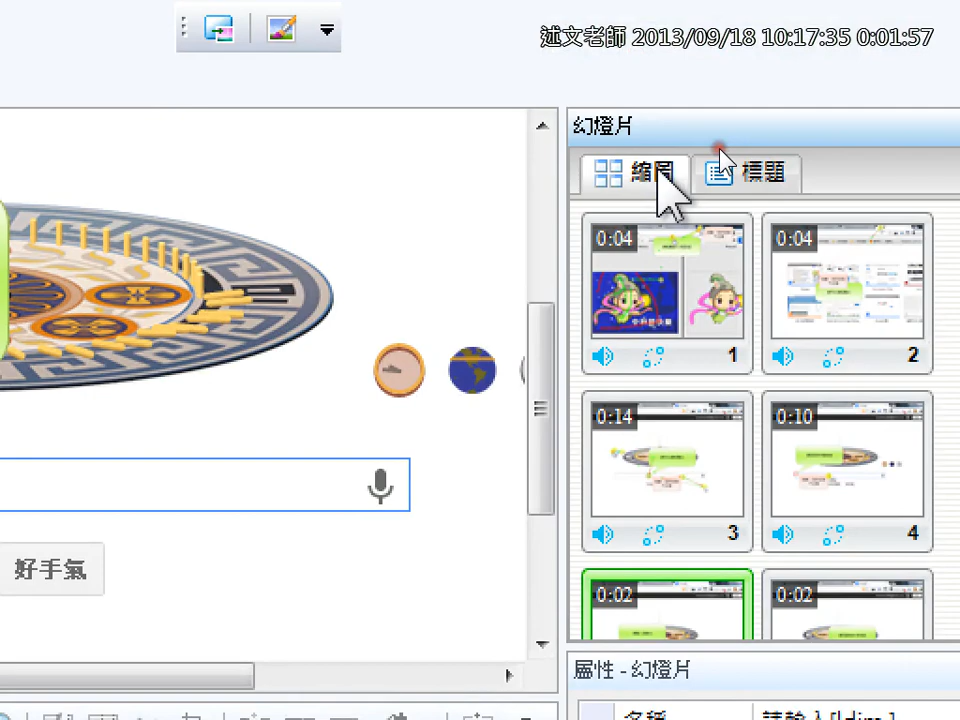 述文老師 2013/09/18 10:17:35 0:01:57
幻燈片
縮圖
標題
0:04
0:04
1
2
0:14
0:10
3
4
好手氣
0:02
0:02
屬性 - 幻燈片